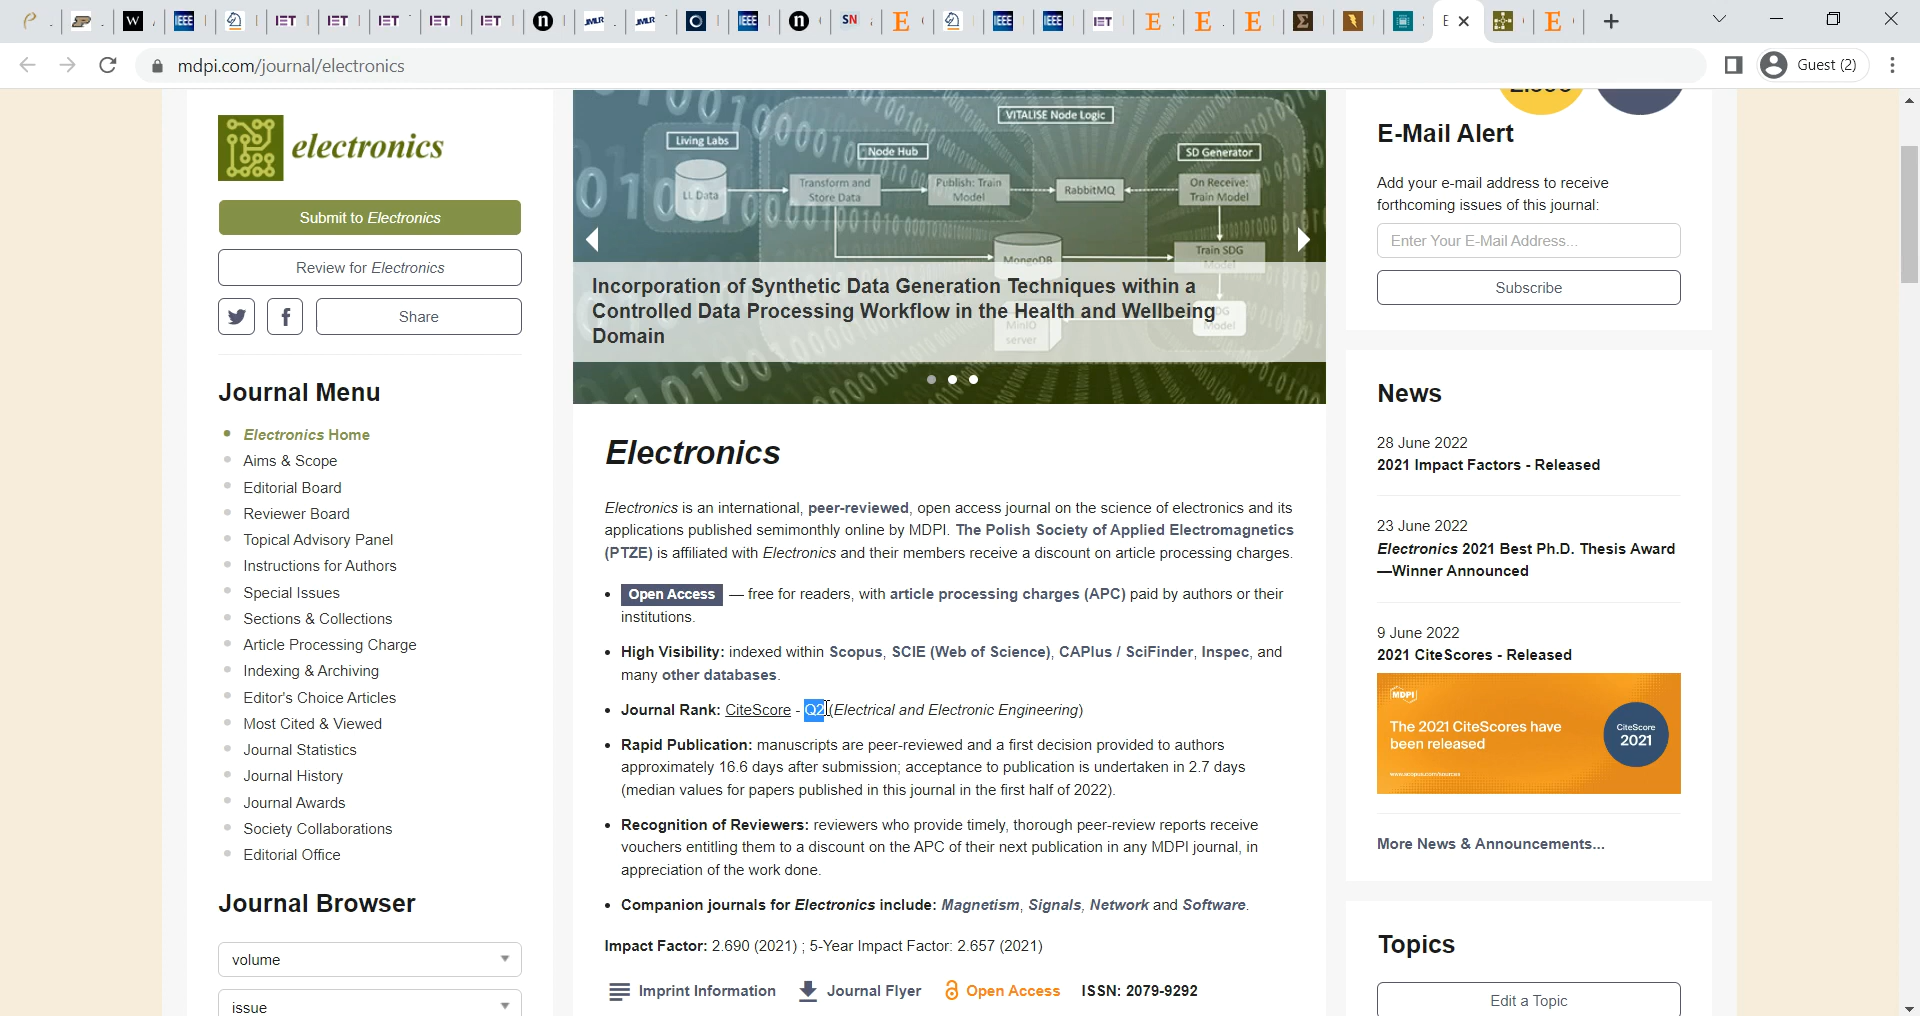 mdpi.com/journal/electronics
Guest (2)
electronics
Submit to Electronics
Review for Electronics
Share
Journal Menu
Electronics Home
Aims & Scope
Editorial Board
Reviewer Board
Topical Advisory Panel
Instructions for Authors
Special Issues
Sections & Collections
Article Processing Charge
Indexing & Archiving
Editor's Choice Articles
Most Cited & Viewed
Journal Statistics
Journal History
Journal Awards
Society Collaborations
Editorial Office
Journal Browser
volume
issue
VITALISE Node Logic
Living Labs
Node Hub
SD Generator
LL Data
Transform and
Store Data
Publish: Train
Model
RabbitMQ
On Receive:
Train Model
MongoDB
Train SDG
Model
MinIO
server
Model
Incorporation of Synthetic Data Generation Techniques within a
Controlled Data Processing Workflow in the Health and Wellbeing
Domain
Electronics
Electronics is an international, peer-reviewed, open access journal on the science of electronics and its
applications published semimonthly online by MDPI. The Polish Society of Applied Electromagnetics
(PTZE) is affiliated with Electronics and their members receive a discount on article processing charges.
Open Access — free for readers, with article processing charges (APC) paid by authors or their
institutions.
High Visibility: indexed within Scopus, SCIE (Web of Science), CAPlus / SciFinder, Inspec, and
many other databases.
Journal Rank: CiteScore - Q2 (Electrical and Electronic Engineering)
Rapid Publication: manuscripts are peer-reviewed and a first decision provided to authors
approximately 16.6 days after submission; acceptance to publication is undertaken in 2.7 days
(median values for papers published in this journal in the first half of 2022).
Recognition of Reviewers: reviewers who provide timely, thorough peer-review reports receive
vouchers entitling them to a discount on the APC of their next publication in any MDPI journal, in
appreciation of the work done.
Companion journals for Electronics include: Magnetism, Signals, Network and Software.
Impact Factor: 2.690 (2021) ; 5-Year Impact Factor: 2.657 (2021)
Imprint Information
Journal Flyer
Open Access
ISSN: 2079-9292
E-Mail Alert
Add your e-mail address to receive
forthcoming issues of this journal:
Enter Your E-Mail Address...
Subscribe
News
28 June 2022
2021 Impact Factors - Released
23 June 2022
Electronics 2021 Best Ph.D. Thesis Award
—Winner Announced
9 June 2022
2021 CiteScores - Released
MDPI
The 2021 CiteScores have
been released
CiteScore
2021
www.scopus.com/sources
More News & Announcements...
Topics
Edit a Topic